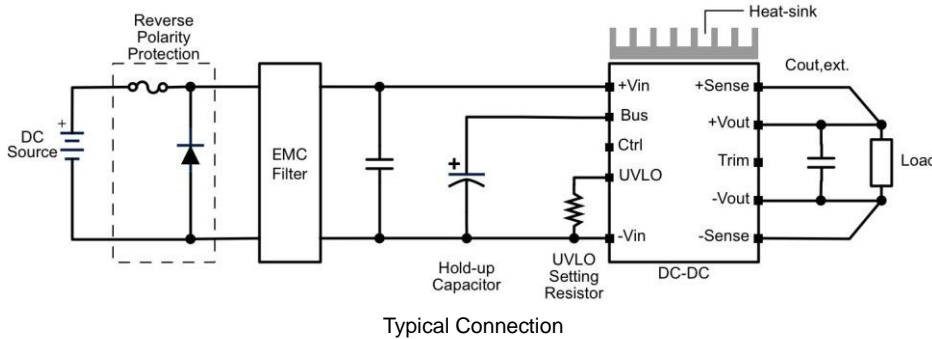 Heat-sink
Reverse
Polarity
Protection
Cout,ext.
+Vin
+Sense
Bus
+Vout
+
DC
Source
Ctrl
EMC
Filter
+
Trim
Load
UVLO
-Vout
-Vin
-Sense
Hold-up
Capacitor
UVLO
Setting
Resistor
DC-DC
Typical Connection